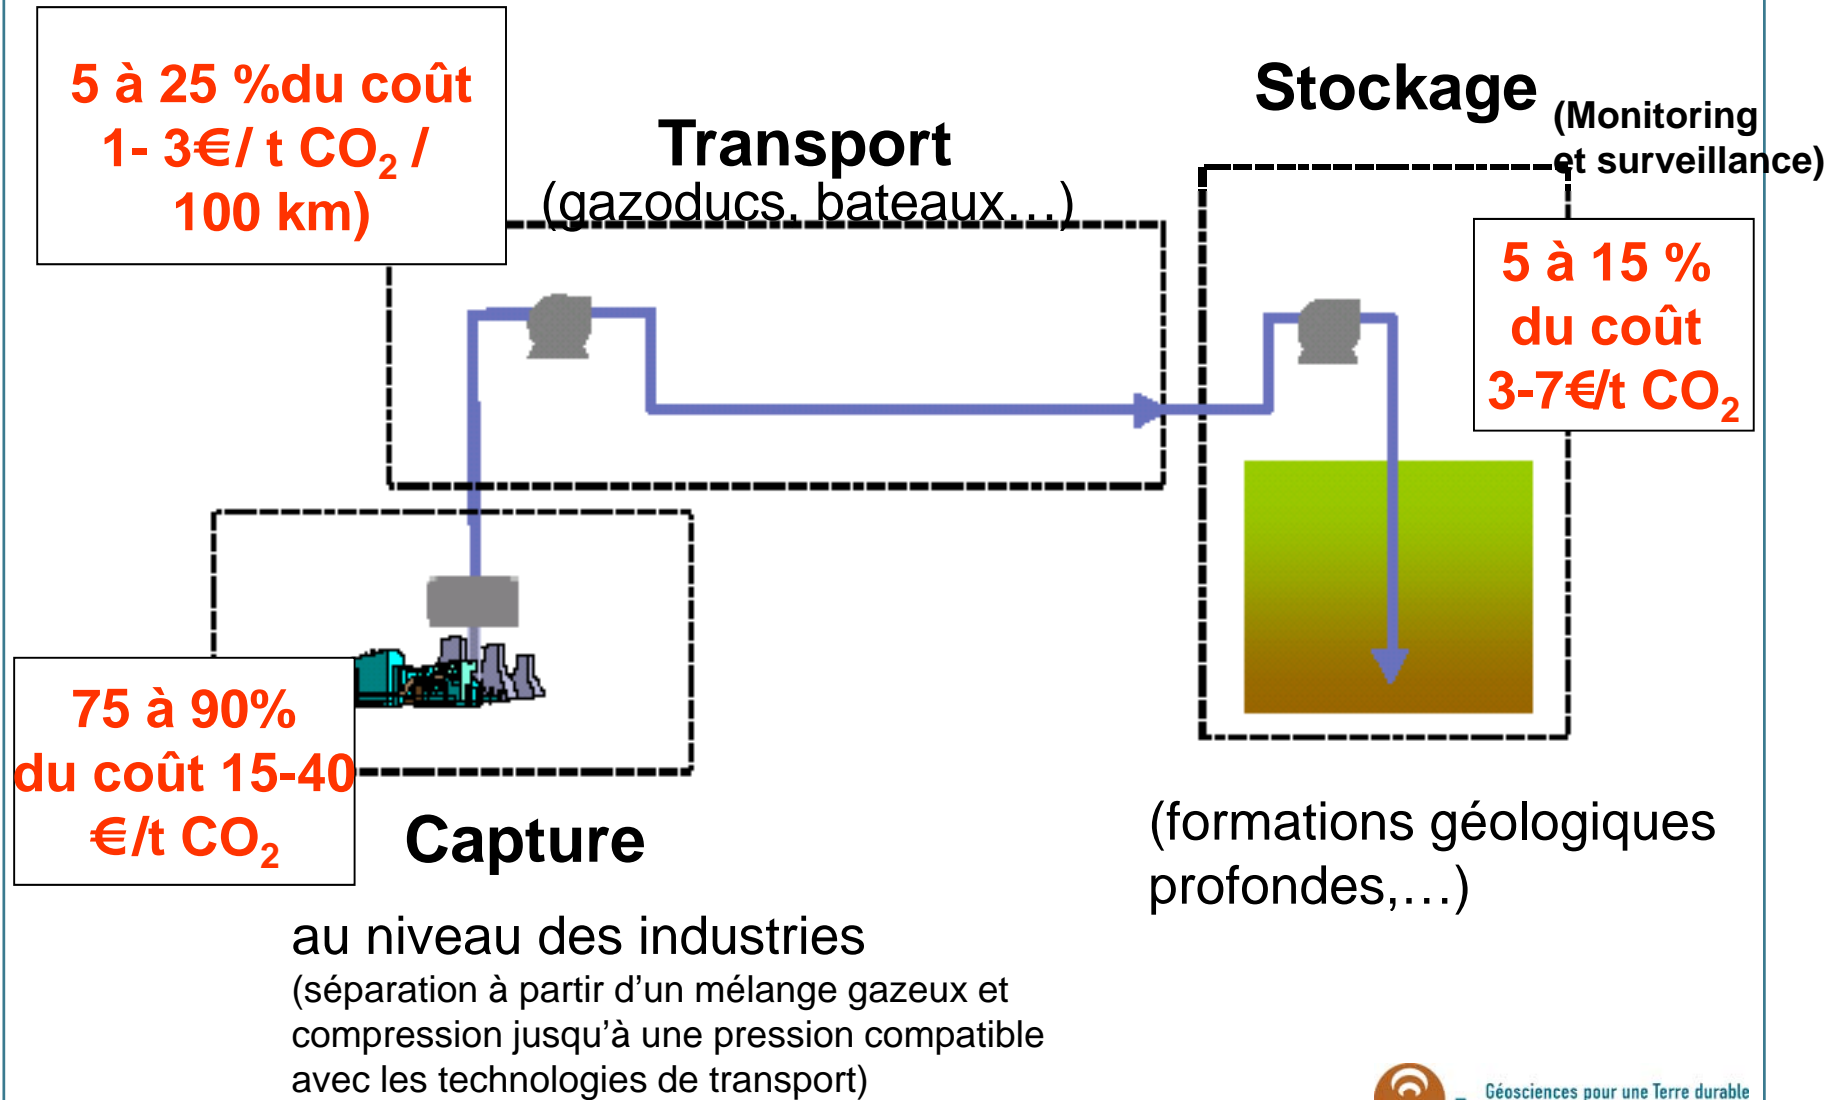 5 à 25 %du coût
1- 3€/ t CO₂ /
100 km)
Transport
(gazoducs, bateaux…)
Stockage
(Monitoring
et surveillance)
5 à 15 %
du coût
3-7€/t CO₂
75 à 90%
du coût 15-40
€/t CO₂
Capture
au niveau des industries
(séparation à partir d’un mélange gazeux et
compression jusqu’à une pression compatible
avec les technologies de transport)
(formations géologiques
profondes,…)
Géosciences pour une Terre durable